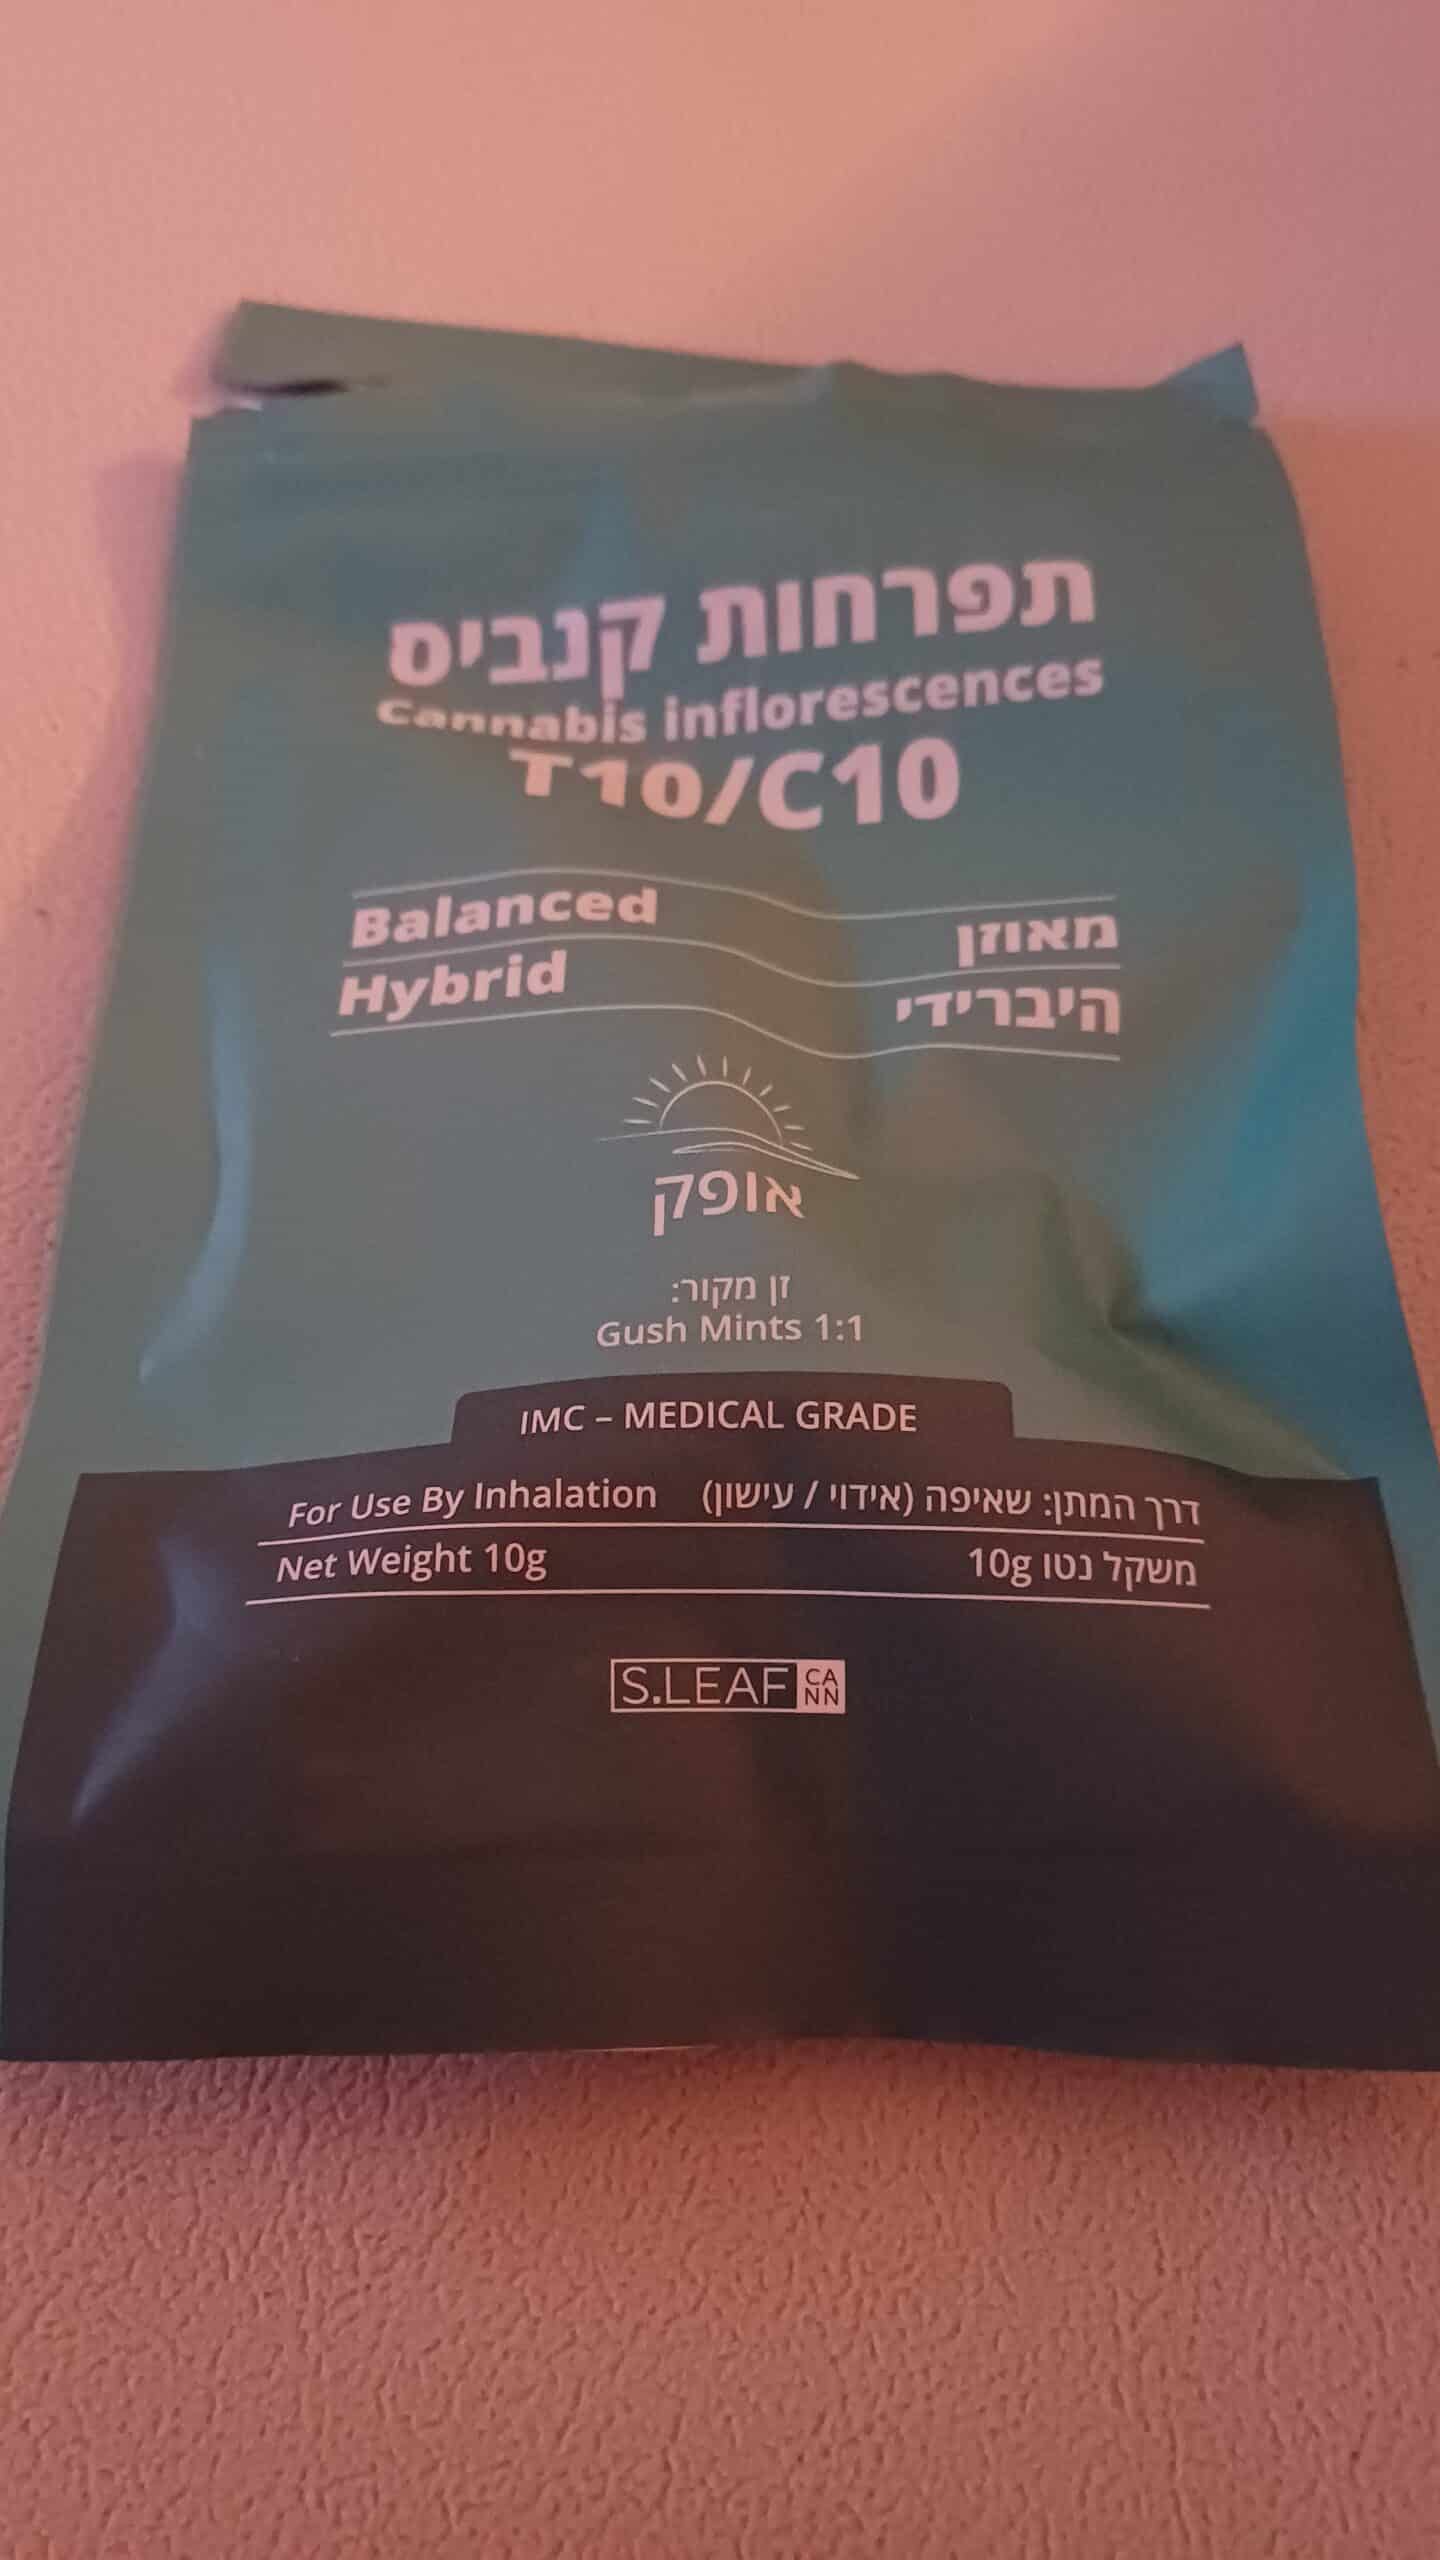 תפרחות קנביס
Cannabis inflorescences
T10/C10
Balanced מאוזן
Hybrid היברידי
אופק
זן מקור:
Gush Mints 1:1
IMC – MEDICAL GRADE
For Use By Inhalation דרך המתן: שאיפה (אידוי / עישון)
Net Weight 10g משקל נטו 10g
S.LEAF CANN